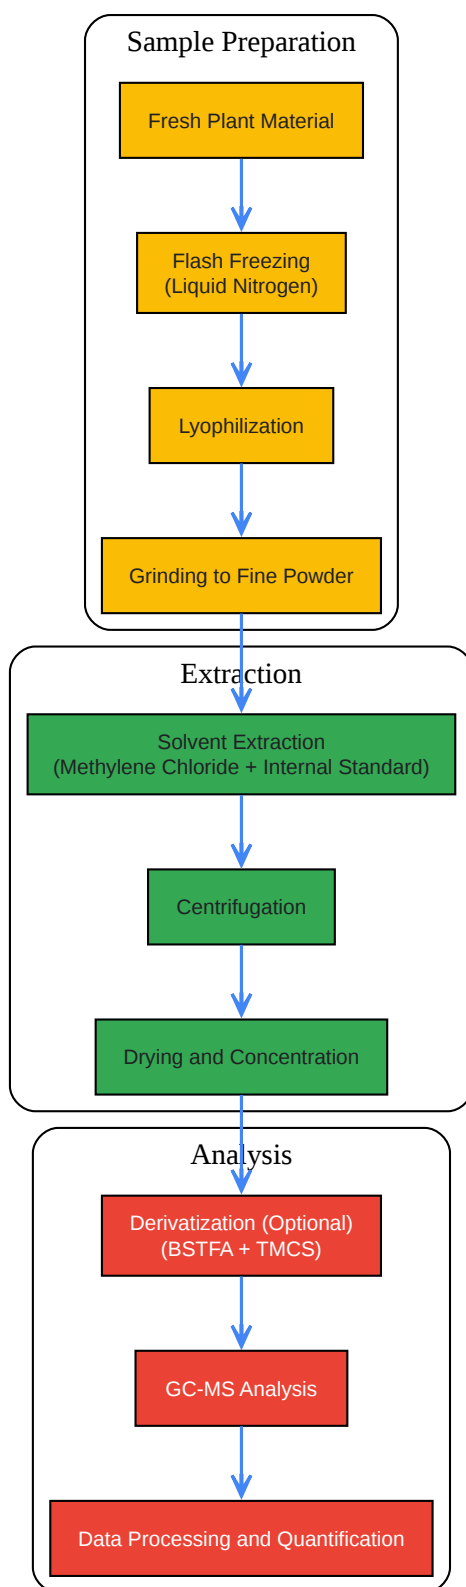 Sample Preparation
Fresh Plant Material
Flash Freezing
(Liquid Nitrogen)
Lyophilization
Grinding to Fine Powder
Extraction
Solvent Extraction
(Methylene Chloride + Internal Standard)
Centrifugation
Drying and Concentration
Analysis
Derivatization (Optional)
(BSTFA + TMCS)
GC-MS Analysis
Data Processing and Quantification